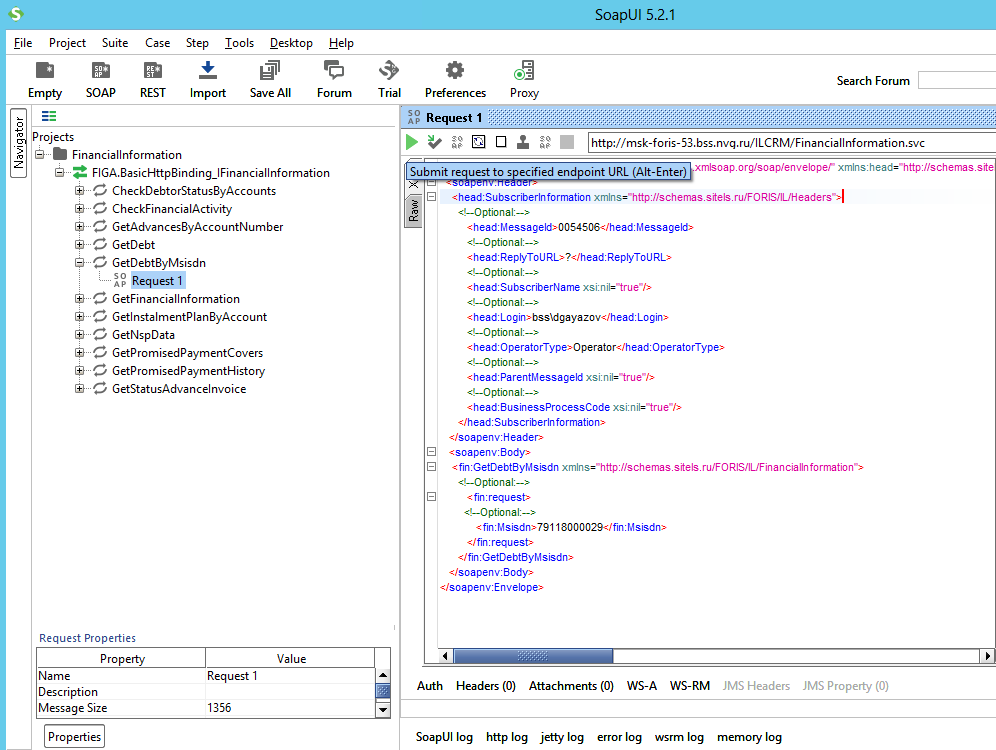 SoapUI 5.2.1
File Project Suite Case Step Tools Desktop Help
Empty SOAP REST Import Save All Forum Trial Preferences Proxy
Search Forum
Navigator
Projects
FinancialInformation
FIGA.BasicHttpBinding_IFinancialInformation
CheckDebtorStatusByAccounts
CheckFinancialActivity
GetAdvancesByAccountNumber
GetDebt
GetDebtByMsisdn
SOAP Request 1
GetFinancialInformation
GetInstalmentPlanByAccount
GetNspData
GetPromisedPaymentCovers
GetPromisedPaymentHistory
GetStatusAdvanceInvoice
Request Properties
Property Value
Name Request 1
Description
Message Size 1356
Properties
SOAP Request 1
http://msk-foris-53.bss.nvg.ru/ILCRM/FinancialInformation.svc
Submit request to specified endpoint URL (Alt-Enter)
.xmlsoap.org/soap/envelope/" xmlns:head="http://schemas.sitels
Raw
<soapenv:Header>
<head:SubscriberInformation xmlns="http://schemas.sitels.ru/FORIS/IL/Headers">
<!--Optional:-->
<head:MessageId>0054506</head:MessageId>
<!--Optional:-->
<head:ReplyToURL>?</head:ReplyToURL>
<!--Optional:-->
<head:SubscriberName xsi:nil="true"/>
<!--Optional:-->
<head:Login>bss\dgayazov</head:Login>
<!--Optional:-->
<head:OperatorType>Operator</head:OperatorType>
<!--Optional:-->
<head:ParentMessageId xsi:nil="true"/>
<!--Optional:-->
<head:BusinessProcessCode xsi:nil="true"/>
</head:SubscriberInformation>
</soapenv:Header>
<soapenv:Body>
<fin:GetDebtByMsisdn xmlns="http://schemas.sitels.ru/FORIS/IL/FinancialInformation">
<!--Optional:-->
<fin:request>
<!--Optional:-->
<fin:Msisdn>79118000029</fin:Msisdn>
</fin:request>
</fin:GetDebtByMsisdn>
</soapenv:Body>
</soapenv:Envelope>
Auth Headers (0) Attachments (0) WS-A WS-RM JMS Headers JMS Property (0)
SoapUI log http log jetty log error log wsrm log memory log